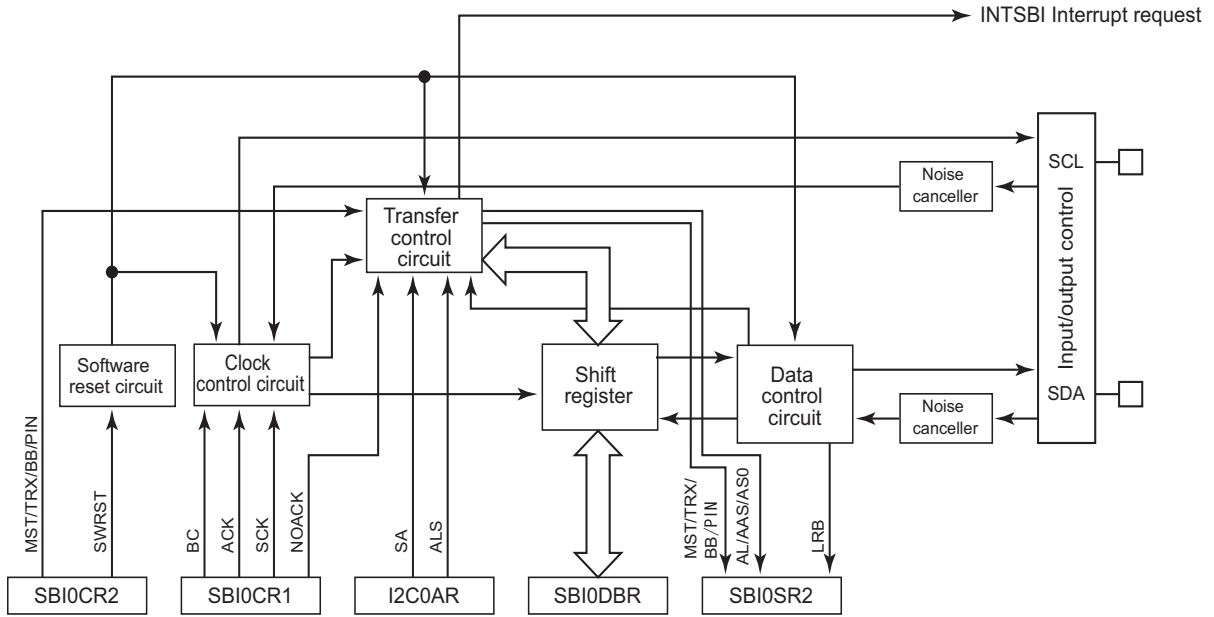 INTSBI Interrupt request
SCL
Noise
canceller
Transfer
control
circuit
Input/output control
Software
reset circuit
Clock
control circuit
Shift
register
Data
control
circuit
SDA
Noise
canceller
MST/TRX/BB/PIN
SWRST
BC
ACK
SCK
NOACK
SA
ALS
MST/TRX/
BB/PIN
AL/AAS/AS0
LRB
SBI0CR2
SBI0CR1
I2C0AR
SBI0DBR
SBI0SR2